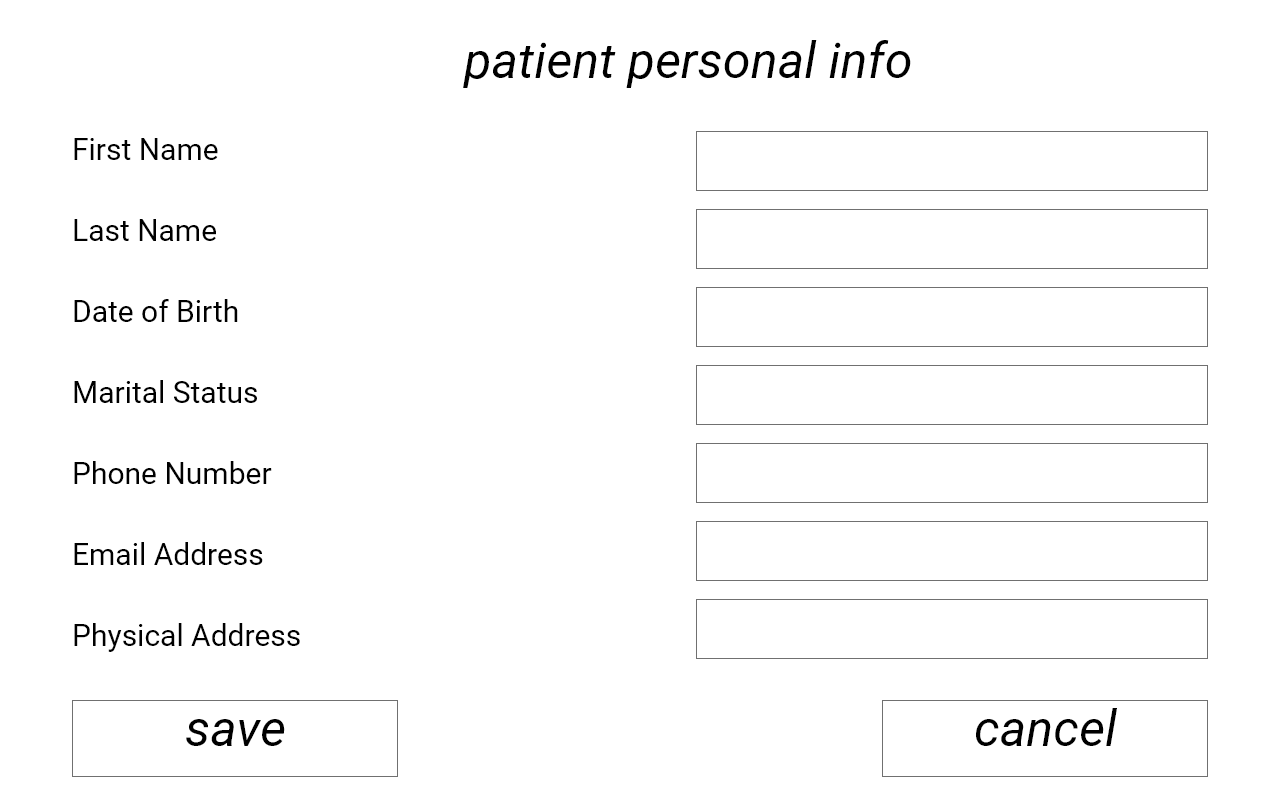 patient personal info
First Name
Last Name
Date of Birth
Marital Status
Phone Number
Email Address
Physical Address
save
cancel